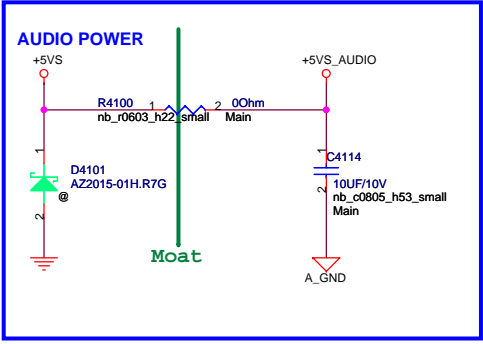 AUDIO POWER
+5VS
+5VS_AUDIO
R4100
1
2
0Ohm
nb_r0603_h22_small
Main
1
D4101
AZ2015-01H.R7G
@
2
1
C4114
10UF/10V
2
nb_c0805_h53_small
Main
Moat
A_GND